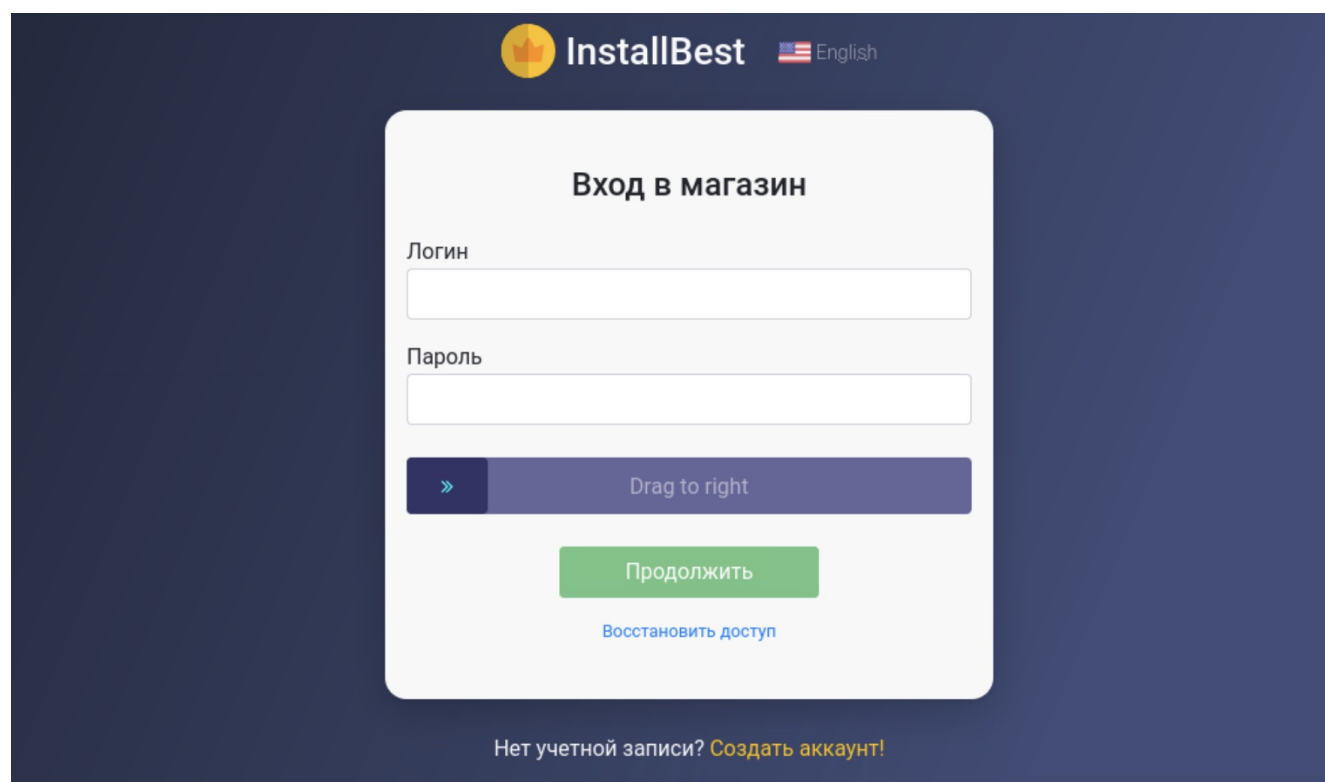 InstallBest English
Вход в магазин
Логин
Пароль
» Drag to right
Продолжить
Восстановить доступ
Нет учетной записи? Создать аккаунт!